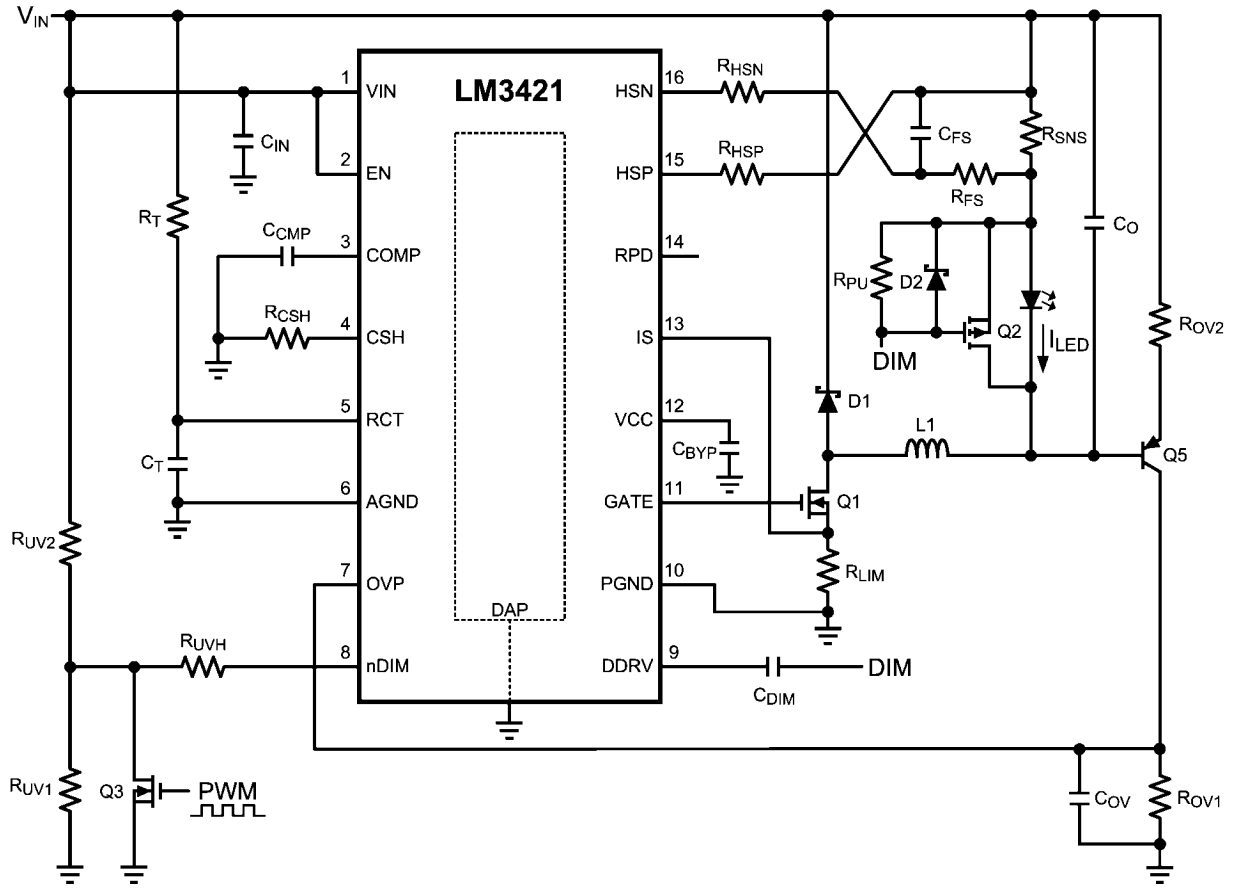 VIN
LM3421
1 VIN
2 EN
3 COMP
4 CSH
5 RCT
6 AGND
7 OVP
8 nDIM
16 HSN
15 HSP
14 RPD
13 IS
12 VCC
11 GATE
10 PGND
9 DDRV
DAP
CIN
RT
CCMP
RCSH
CT
RUV2
RUVH
RUV1
Q3
PWM
RHSN
RHSP
CFS
RSNS
RFS
RPU
D2
Q2
DIM
ILED
CO
ROV2
D1
L1
Q5
CBYP
Q1
RLIM
CDIM
DIM
COV
ROV1